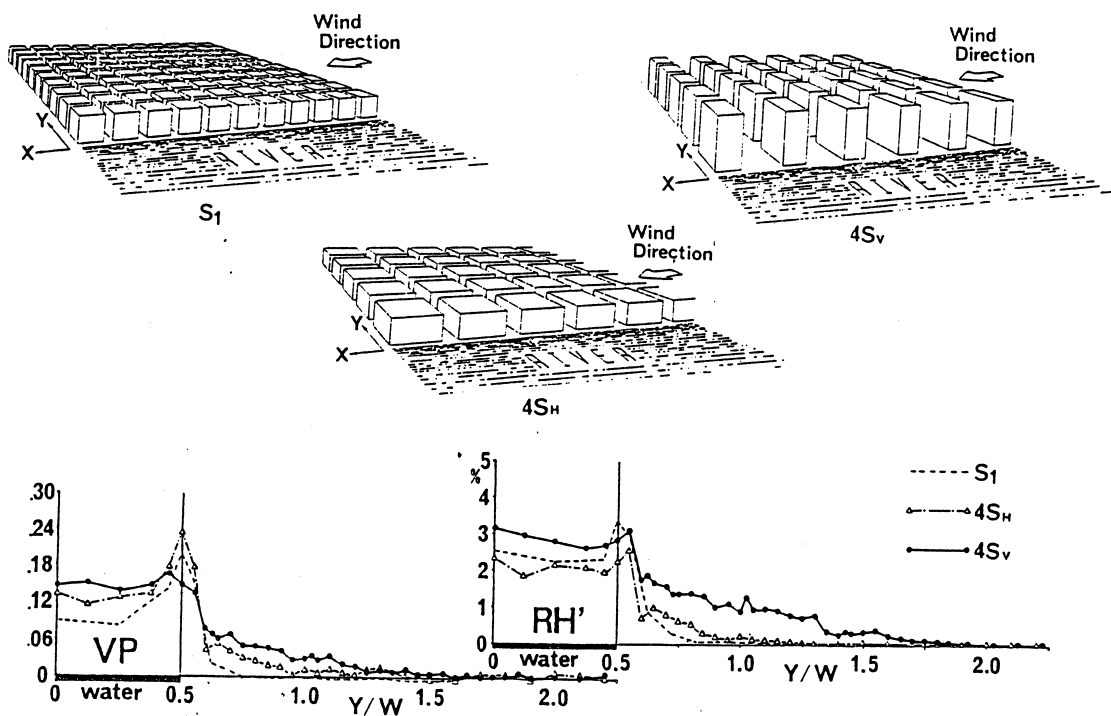 Wind
Direction
Y
X
RIVER
S1
Wind
Direction
Y
X
RIVER
4SV
Wind
Direction
Y
X
RIVER
4SH
.30
.24
.18
0.12
.06
0
VP
water
0 0.5 1.0 1.5 2.0
Y/W
%
5
4
3
2
1
0
RH'
water
0 0.5 1.0 1.5 2.0
Y/W
S1
4SH
4SV